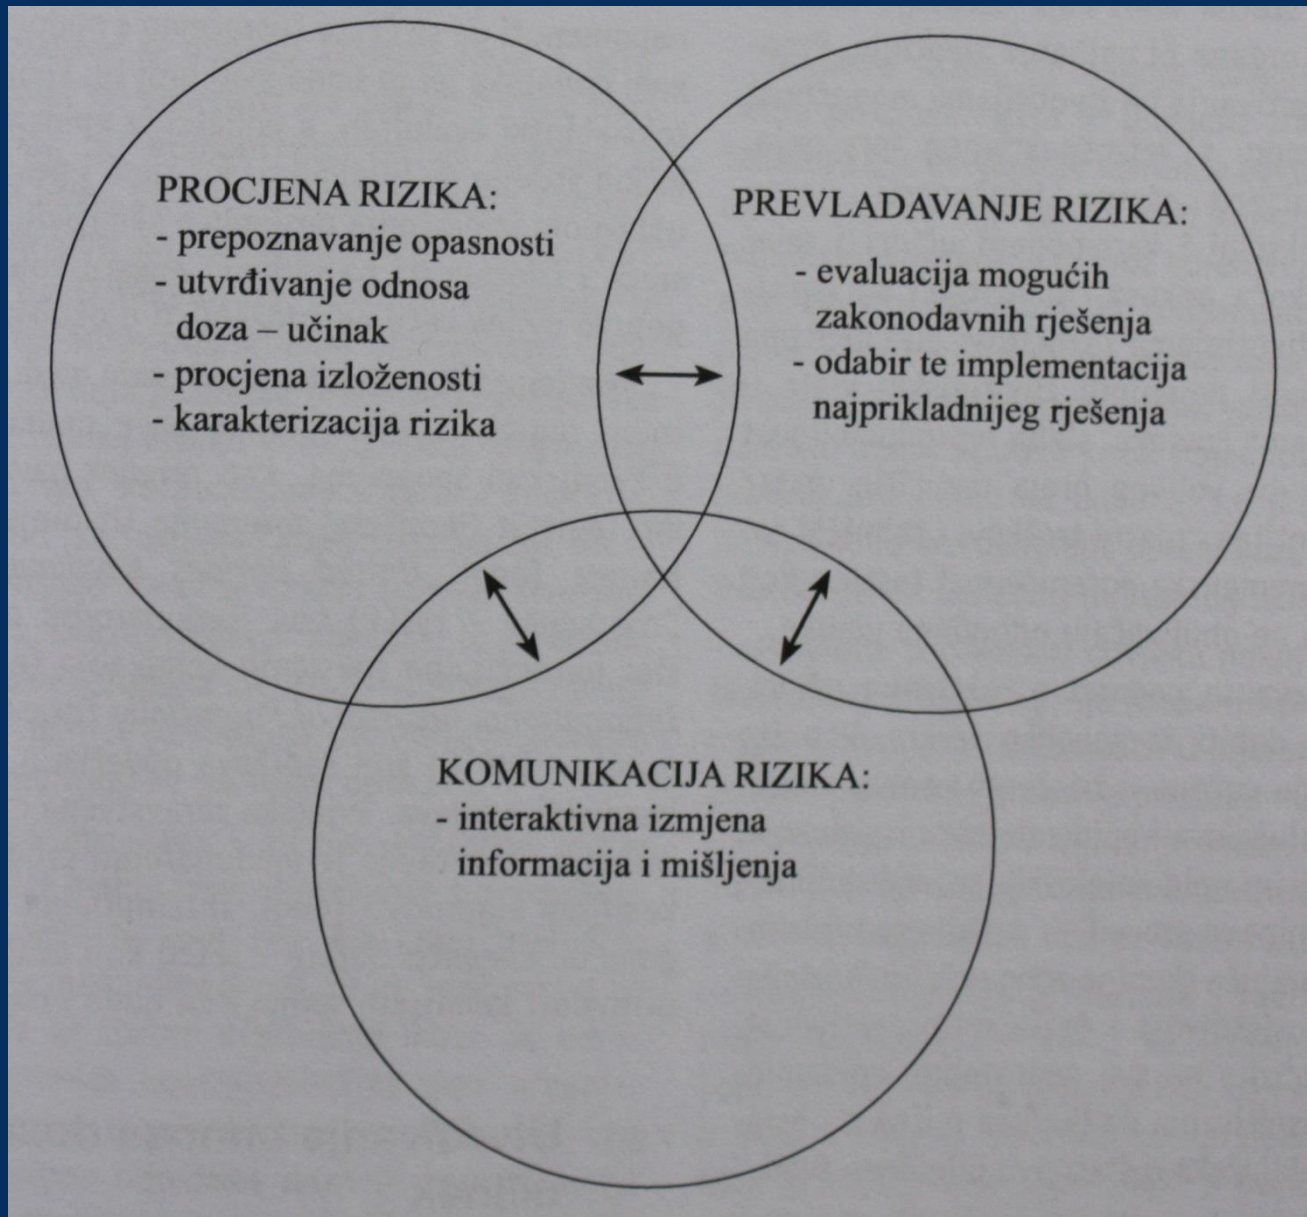 PROCJENA RIZIKA:
- prepoznavanje opasnosti
- utvrđivanje odnosa
doza – učinak
- procjena izloženosti
- karakterizacija rizika
PREVLADAVANJE RIZIKA:
- evaluacija mogućih
zakonodavnih rješenja
- odabir te implementacija
najprikladnijeg rješenja
KOMUNIKACIJA RIZIKA:
- interaktivna izmjena
informacija i mišljenja